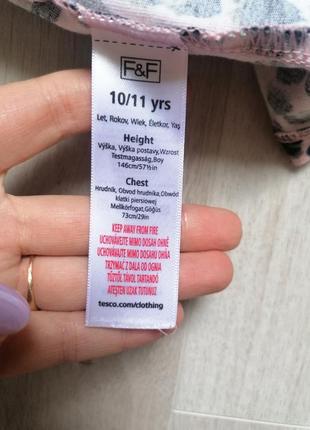 F&F
10/11 yrs
Let, Rokov, Wiek, Életkor, Yaş
Height
Výška, Výška postavy, Wzrost
Testmagasság, Boy
146cm/57½in
Chest
Hrudník, Obvod hrudníka, Obwód
klatki piersiowej
Mellkörfogat, Göğüs
73cm/29in
KEEP AWAY FROM FIRE
UCHOVÁVEJTE MIMO DOSAH OHNĚ
UCHOVÁVAJTE MIMO DOSAHU OHŇA
TRZYMAĆ Z DALA OD OGNIA
TŰZTŐL TÁVOL TARTANDÓ
ATEŞTEN UZAK TUTUNUZ
tesco.com/clothing